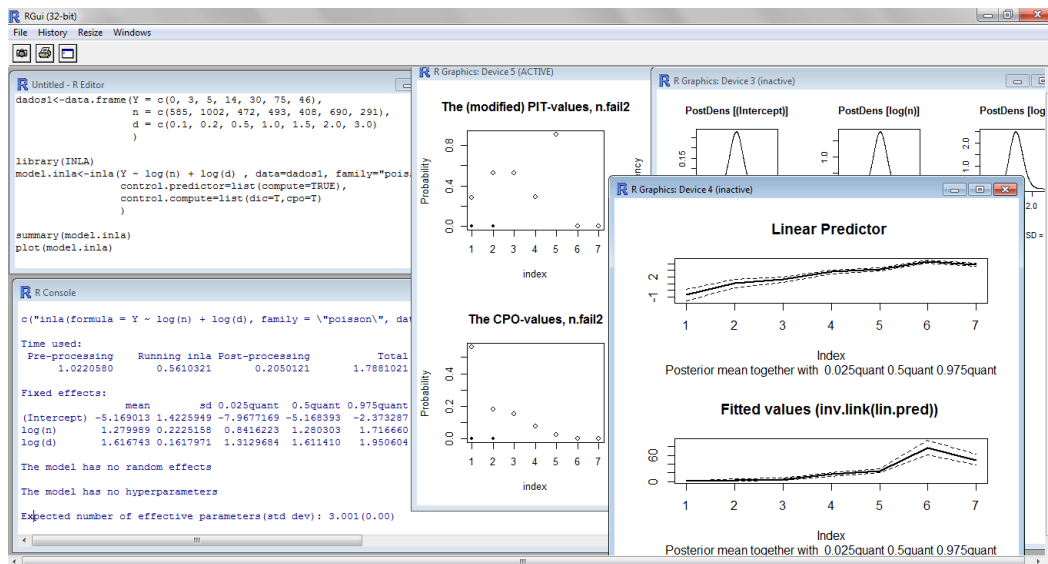 RGui (32-bit)
File History Resize Windows
Untitled - R Editor
dados1<-data.frame(Y = c(0, 3, 5, 14, 30, 75, 46),
n = c(585, 1002, 472, 493, 408, 690, 291),
d = c(0.1, 0.2, 0.5, 1.0, 1.5, 2.0, 3.0)
)
library(INLA)
model.inla<-inla(Y ~ log(n) + log(d) , data=dados1, family="pois
control.predictor=list(compute=TRUE),
control.compute=list(dic=T,cpo=T)
)
summary(model.inla)
plot(model.inla)
R Console
c("inla(formula = Y ~ log(n) + log(d), family = \"poisson\", dat
Time used:
Pre-processing Running inla Post-processing Total
1.0220580 0.5610321 0.2050121 1.7881021
Fixed effects:
mean sd 0.025quant 0.5quant 0.975quant
(Intercept) -5.169013 1.4225949 -7.9677169 -5.168393 -2.373287
log(n) 1.279989 0.2225158 0.8416223 1.280303 1.716660
log(d) 1.616743 0.1617971 1.3129684 1.611410 1.950604
The model has no random effects
The model has no hyperparameters
Expected number of effective parameters(std dev): 3.001(0.00)
R Graphics: Device 5 (ACTIVE)
The (modified) PIT-values, n.fail2
Probability
0.8
0.4
0.0
1 2 3 4 5 6 7
index
The CPO-values, n.fail2
Probability
0.4
0.2
0.0
1 2 3 4 5 6 7
index
R Graphics: Device 3 (inactive)
PostDens [(Intercept)]
PostDens [log(n)]
PostDens [log
0.15
1.0
2.0
1.0
2.0
SD =
R Graphics: Device 4 (inactive)
Linear Predictor
2
-1
1 2 3 4 5 6 7
Index
Posterior mean together with 0.025quant 0.5quant 0.975quant
Fitted values (inv.link(lin.pred))
60
0
1 2 3 4 5 6 7
Index
Posterior mean together with 0.025quant 0.5quant 0.975quant